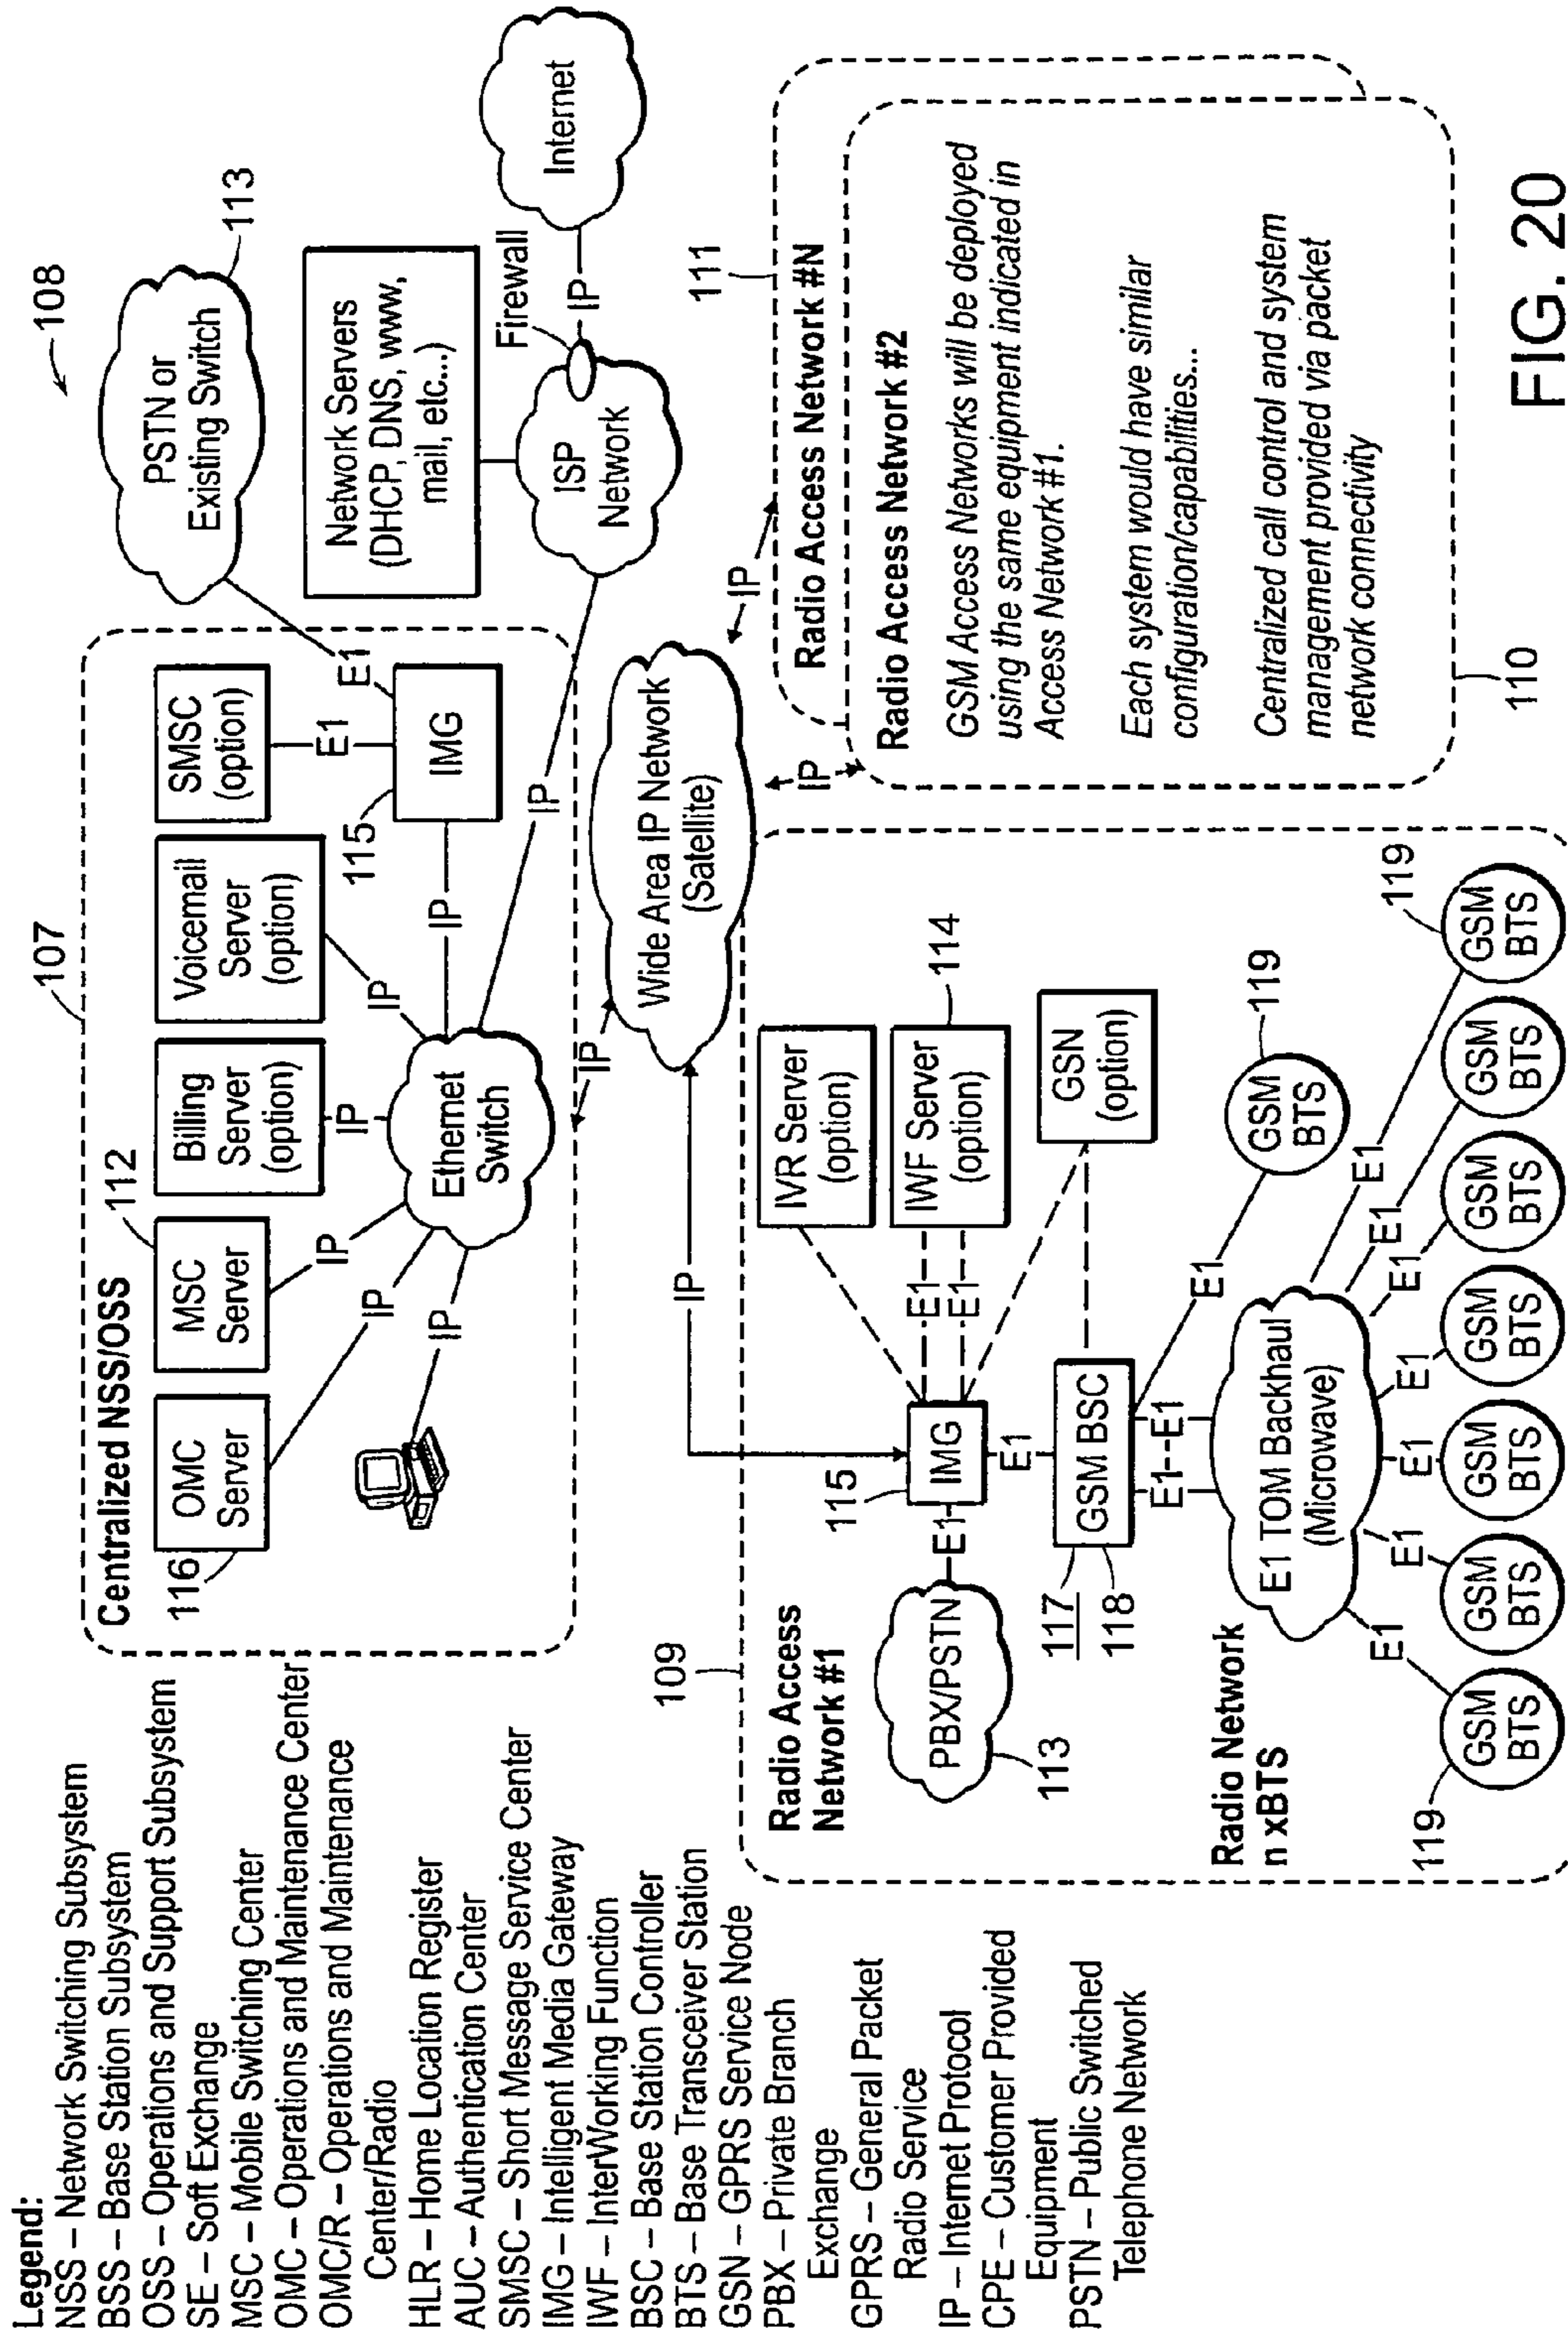 Legend:
NSS – Network Switching Subsystem
BSS – Base Station Subsystem
OSS – Operations and Support Subsystem
SE – Soft Exchange
MSC – Mobile Switching Center
OMC – Operations and Maintenance Center
OMC/R – Operations and Maintenance
Center/Radio
HLR – Home Location Register
AUC – Authentication Center
SMSC – Short Message Service Center
IMG – Intelligent Media Gateway
IWF – InterWorking Function
BSC – Base Station Controller
BTS – Base Transceiver Station
GSN – GPRS Service Node
PBX – Private Branch
Exchange
GPRS – General Packet
Radio Service
IP – Internet Protocol
CPE – Customer Provided
Equipment
PSTN – Public Switched
Telephone Network
107
108
Centralized NSS/OSS
116
OMC
Server
112
MSC
Server
Billing
Server
(option)
Voicemail
Server
(option)
SMSC
(option)
E1
115
IMG
E1
PSTN or
Existing Switch
113
IP
IP
IP
IP
IP
IP
Ethernet
Switch
IP
Network Servers
(DHCP, DNS, www,
mail, etc...)
ISP
Network
Firewall
IP
Internet
IP
Wide Area IP Network
(Satellite)
IP
IP
IP
109
Radio Access
Network #1
PBX/PSTN
113
E1
115
IMG
IVR Server
(option)
E1
E1
IWF Server
(option)
114
GSN
(option)
E1
117
118
GSM BSC
E1--E1
E1
GSM
BTS
119
Radio Network
n xBTS
E1 TOM Backhaul
(Microwave)
E1
E1
E1
E1
E1
E1
E1
119
GSM
BTS
GSM
BTS
GSM
BTS
GSM
BTS
GSM
BTS
GSM
BTS
GSM
BTS
119
111
Radio Access Network #N
Radio Access Network #2
GSM Access Networks will be deployed
using the same equipment indicated in
Access Network #1.
Each system would have similar
configuration/capabilities...
Centralized call control and system
management provided via packet
network connectivity
110
FIG. 20